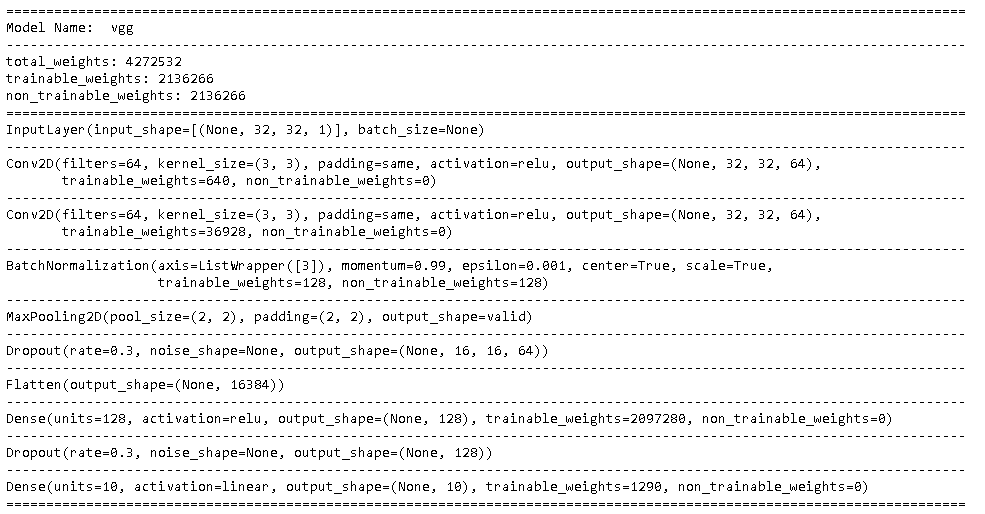 Model Name:  vgg
total_weights: 4272532
trainable_weights: 2136266
non_trainable_weights: 2136266
InputLayer(input_shape=[(None, 32, 32, 1)], batch_size=None)
Conv2D(filters=64, kernel_size=(3, 3), padding=same, activation=relu, output_shape=(None, 32, 32, 64),
trainable_weights=640, non_trainable_weights=0)
Conv2D(filters=64, kernel_size=(3, 3), padding=same, activation=relu, output_shape=(None, 32, 32, 64),
trainable_weights=36928, non_trainable_weights=0)
BatchNormalization(axis=ListWrapper([3]), momentum=0.99, epsilon=0.001, center=True, scale=True,
trainable_weights=128, non_trainable_weights=128)
MaxPooling2D(pool_size=(2, 2), padding=(2, 2), output_shape=valid)
Dropout(rate=0.3, noise_shape=None, output_shape=(None, 16, 16, 64))
Flatten(output_shape=(None, 16384))
Dense(units=128, activation=relu, output_shape=(None, 128), trainable_weights=2097280, non_trainable_weights=0)
Dropout(rate=0.3, noise_shape=None, output_shape=(None, 128))
Dense(units=10, activation=linear, output_shape=(None, 10), trainable_weights=1290, non_trainable_weights=0)